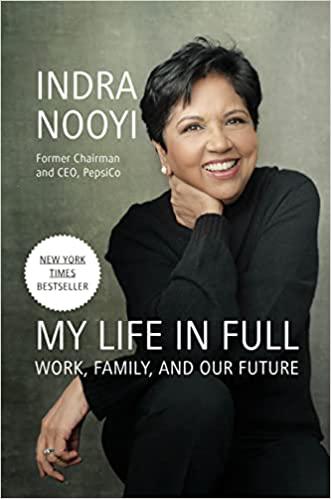 INDRA
NOOYI
Former Chairman
and CEO, PepsiCo
NEW YORK
TIMES
BESTSELLER
MY LIFE IN FULL
WORK, FAMILY, AND OUR FUTURE